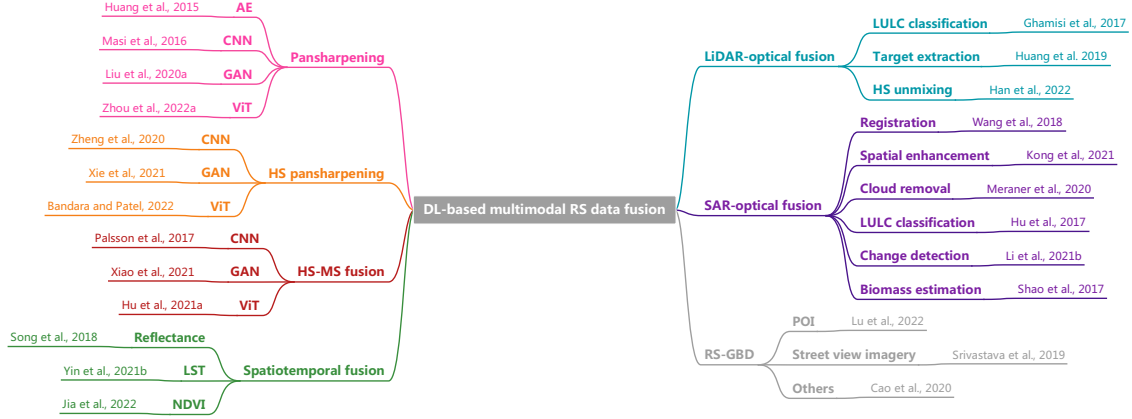 DL-based multimodal RS data fusion
Pansharpening
AE
Huang et al., 2015
CNN
Masi et al., 2016
GAN
Liu et al., 2020a
ViT
Zhou et al., 2022a
HS pansharpening
CNN
Zheng et al., 2020
GAN
Xie et al., 2021
ViT
Bandara and Patel, 2022
HS-MS fusion
CNN
Palsson et al., 2017
GAN
Xiao et al., 2021
ViT
Hu et al., 2021a
Spatiotemporal fusion
Reflectance
Song et al., 2018
LST
Yin et al., 2021b
NDVI
Jia et al., 2022
LiDAR-optical fusion
LULC classification
Ghamisi et al., 2017
Target extraction
Huang et al. 2019
HS unmixing
Han et al., 2022
SAR-optical fusion
Registration
Wang et al., 2018
Spatial enhancement
Kong et al., 2021
Cloud removal
Meraner et al., 2020
LULC classification
Hu et al., 2017
Change detection
Li et al., 2021b
Biomass estimation
Shao et al., 2017
RS-GBD
POI
Lu et al., 2022
Street view imagery
Srivastava et al., 2019
Others
Cao et al., 2020